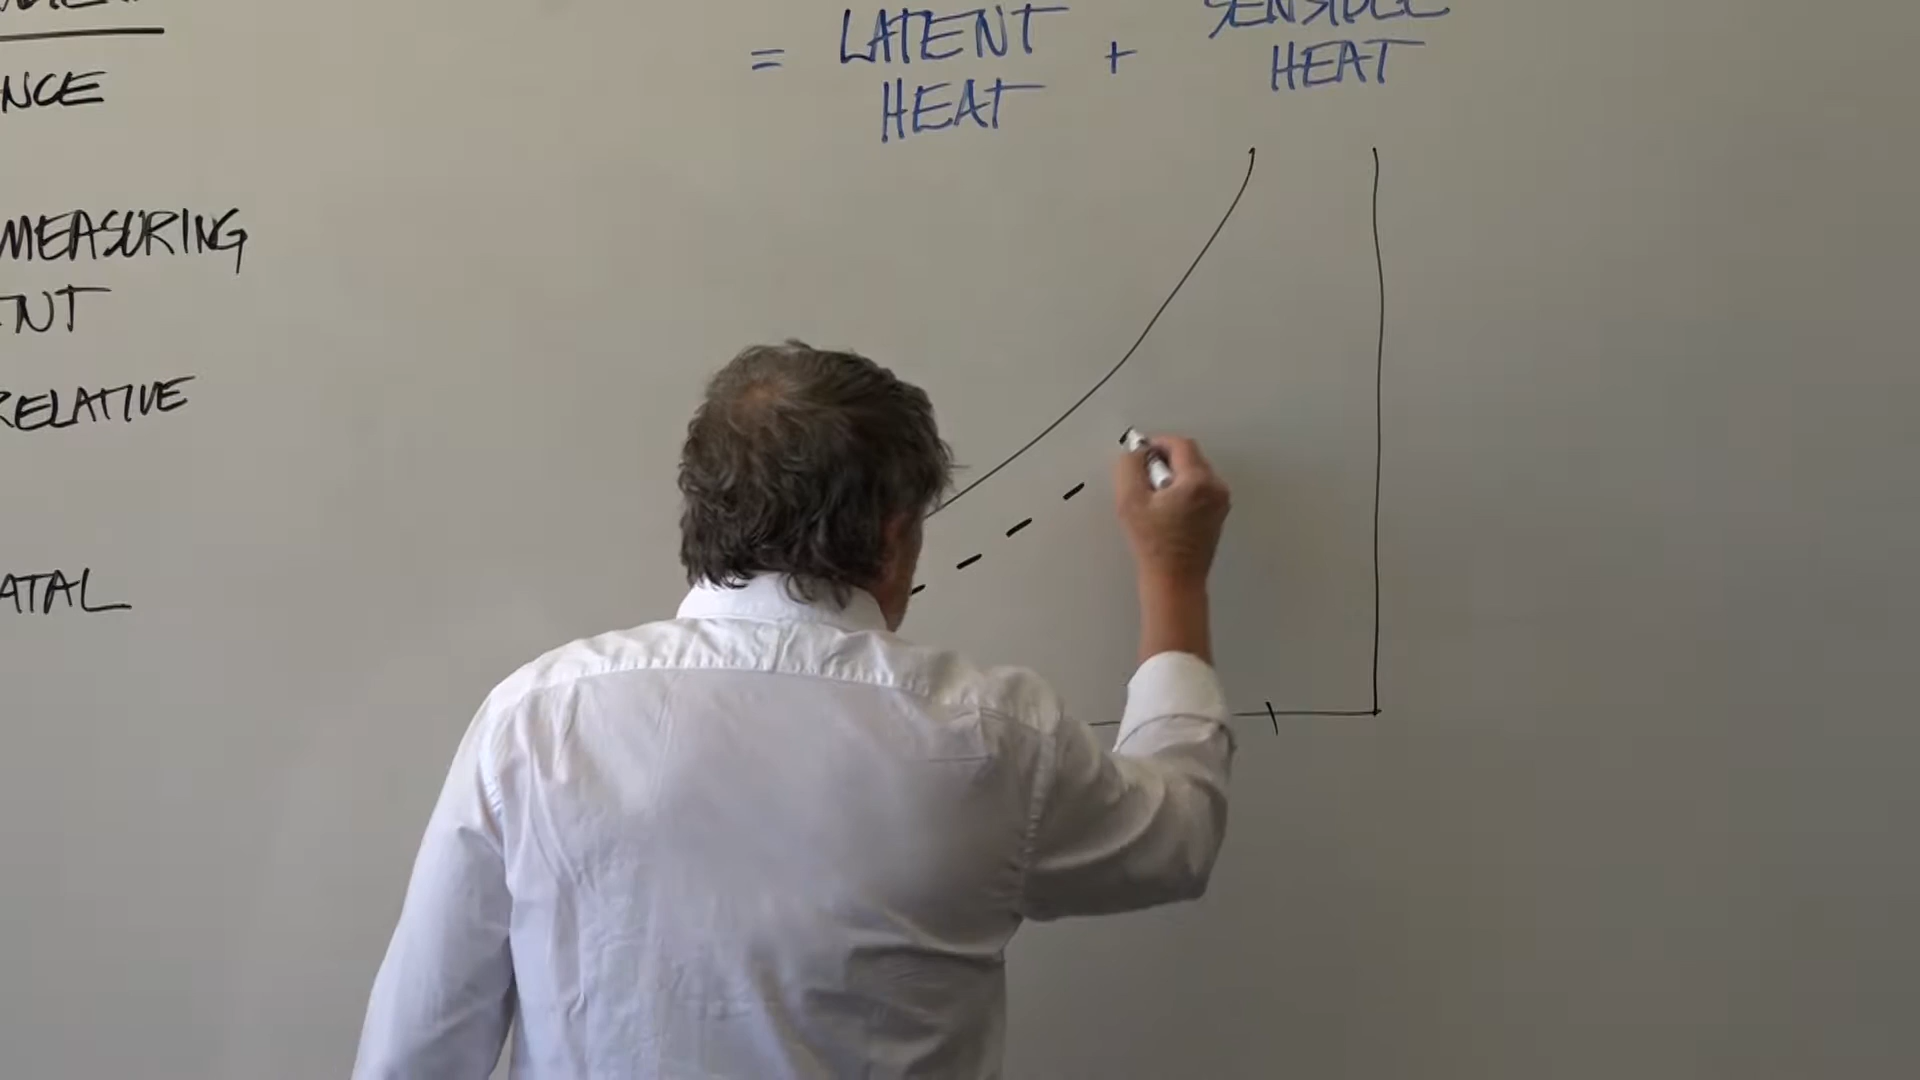 NCE
MEASURING
NT
RELATIVE
ATAL
SENSIBLE
= LATENT +
HEAT
HEAT